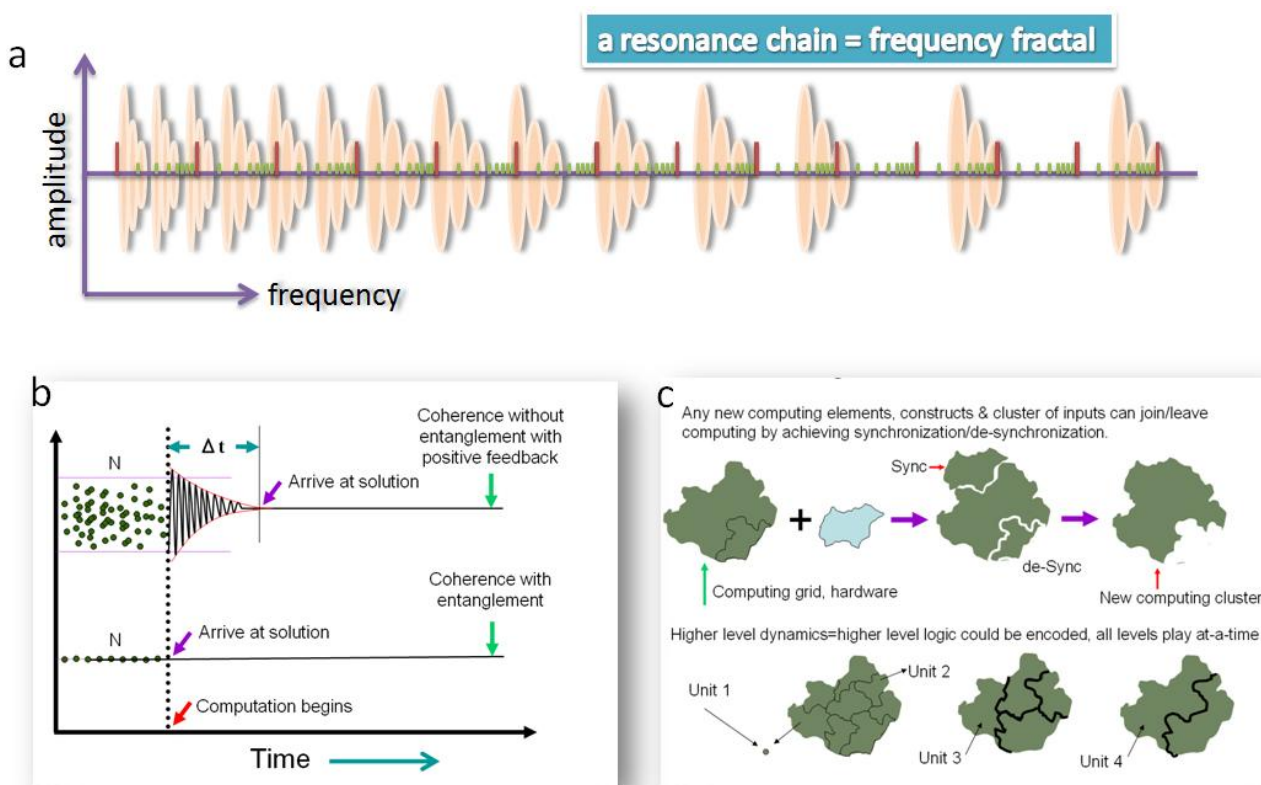 a resonance chain = frequency fractal
a
amplitude
frequency
b
N
Δ t
Coherence without
entanglement with
positive feedback
Arrive at solution
Coherence with
entanglement
N
Arrive at solution
Computation begins
Time
c
Any new computing elements, constructs & cluster of inputs can join/leave
computing by achieving synchronization/de-synchronization.
Sync
+
de-Sync
Computing grid, hardware
New computing cluster
Higher level dynamics=higher level logic could be encoded, all levels play at-a-time
Unit 1
Unit 2
Unit 3
Unit 4